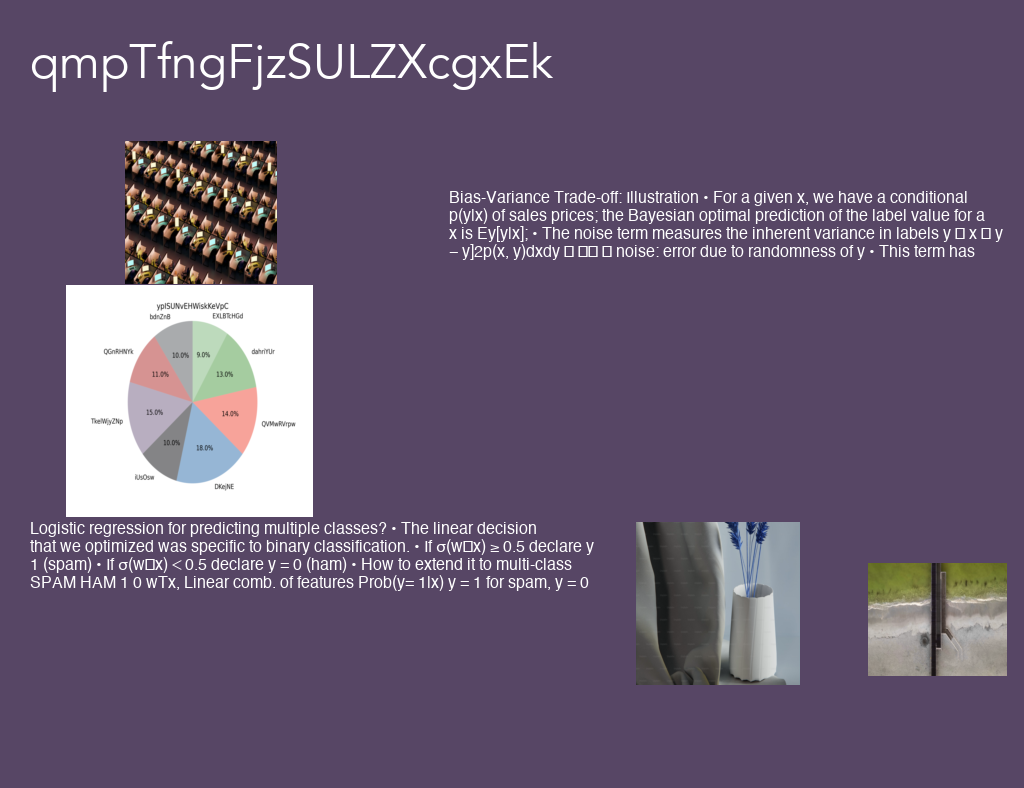 qmpTfngFjzSULZXcgxEk
Bias-Variance Trade-off: Illustration • For a given x, we have a conditional
p(y|x) of sales prices; the Bayesian optimal prediction of the label value for a
x is Ey[y|x]; • The noise term measures the inherent variance in labels y □ x □ y
– y]2p(x, y)dxdy □ □□ □ noise: error due to randomness of y • This term has
ypISUNvEHWiskKeVpC
bdnZnB
EXLBTcHGd
QGnRHNYk
dahriYUr
10.0%
9.0%
11.0%
13.0%
15.0%
14.0%
TkelWjyZNp
QVMwRVrpw
10.0%
18.0%
iUsOsw
DKejNE
Logistic regression for predicting multiple classes? • The linear decision
that we optimized was specific to binary classification. • If σ(w□x) ≥ 0.5 declare y
1 (spam) • If σ(w□x) < 0.5 declare y = 0 (ham) • How to extend it to multi-class
SPAM HAM 1 0 wTx, Linear comb. of features Prob(y= 1|x) y = 1 for spam, y = 0